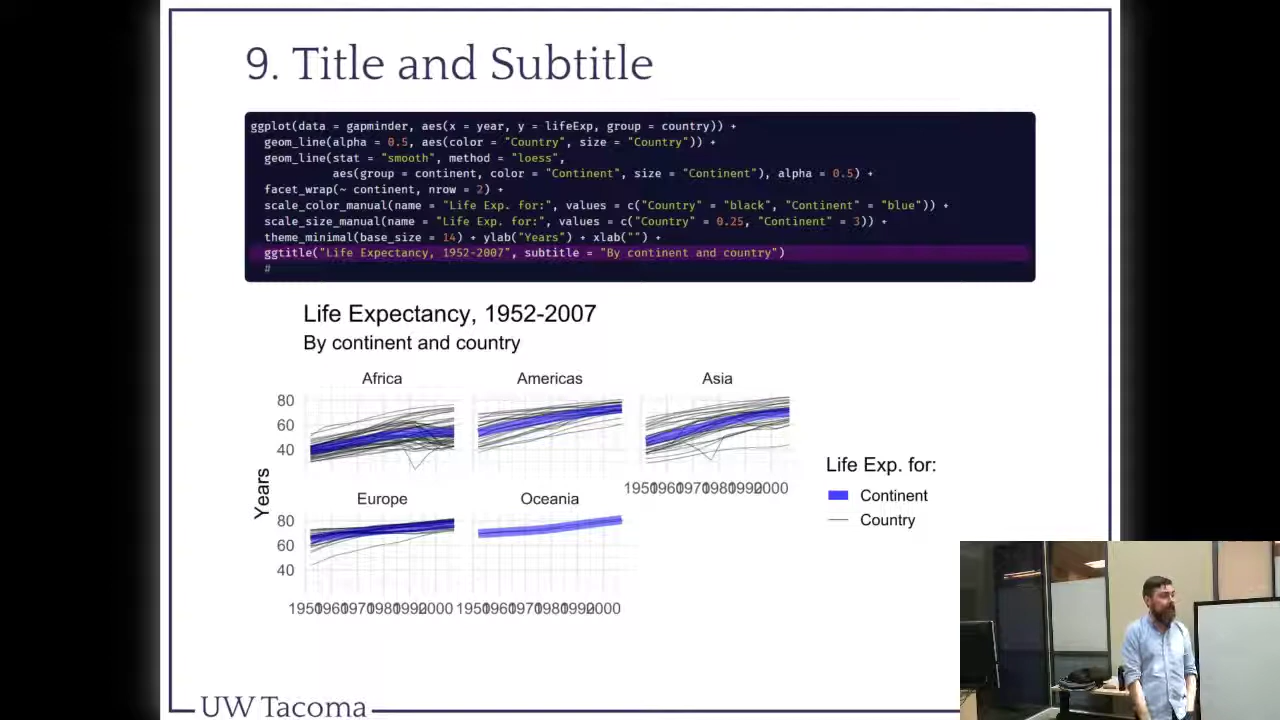 9. Title and Subtitle
ggplot(data = gapminder, aes(x = year, y = lifeExp, group = country)) +
geom_line(alpha = 0.5, aes(color = "Country", size = "Country")) +
geom_line(stat = "smooth", method = "loess",
aes(group = continent, color = "Continent", size = "Continent"), alpha = 0.5) +
facet_wrap(~ continent, nrow = 2) +
scale_color_manual(name = "Life Exp. for:", values = c("Country" = "black", "Continent" = "blue")) +
scale_size_manual(name = "Life Exp. for:", values = c("Country" = 0.25, "Continent" = 3)) +
theme_minimal(base_size = 14) + ylab("Years") + xlab("") +
ggtitle("Life Expectancy, 1952-2007", subtitle = "By continent and country")
#
Life Expectancy, 1952-2007
By continent and country
Africa Americas Asia
80
60
40
1950 1960 1970 1980 1990 2000
Years
Europe Oceania
80
60
40
1950 1960 1970 1980 1990 2000 1950 1960 1970 1980 1990 2000
Life Exp. for:
Continent
Country
UW Tacoma